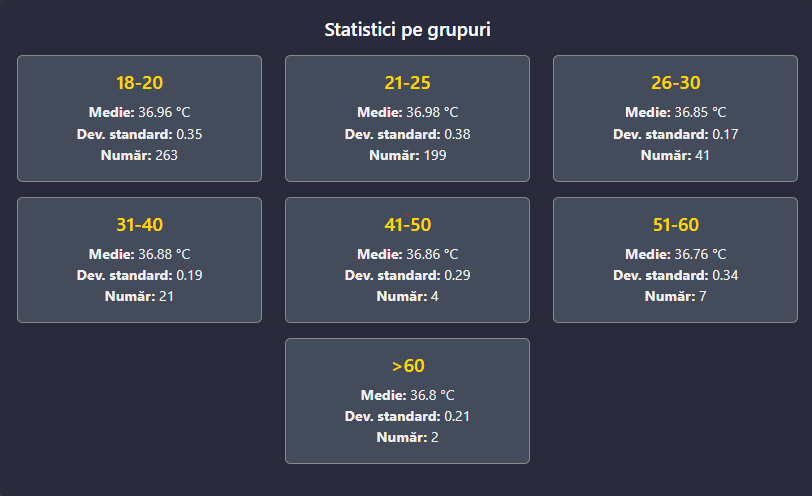 Statistici pe grupuri
18-20
Medie: 36.96 °C
Dev. standard: 0.35
Număr: 263
21-25
Medie: 36.98 °C
Dev. standard: 0.38
Număr: 199
26-30
Medie: 36.85 °C
Dev. standard: 0.17
Număr: 41
31-40
Medie: 36.88 °C
Dev. standard: 0.19
Număr: 21
41-50
Medie: 36.86 °C
Dev. standard: 0.29
Număr: 4
51-60
Medie: 36.76 °C
Dev. standard: 0.34
Număr: 7
>60
Medie: 36.8 °C
Dev. standard: 0.21
Număr: 2